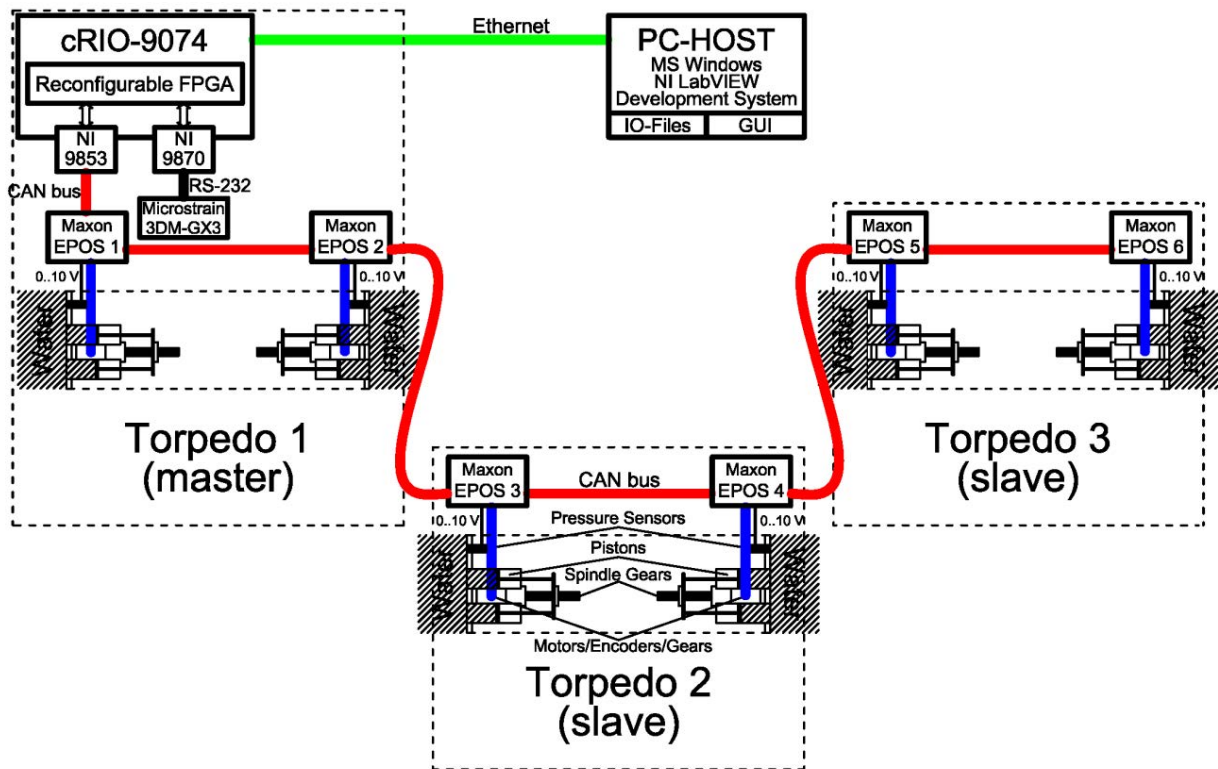 cRIO-9074
Reconfigurable FPGA
NI
9853
NI
9870
Ethernet
PC-HOST
MS Windows
NI LabVIEW
Development System
IO-Files
GUI
CAN bus
RS-232
Microstrain
3DM-GX3
Maxon
EPOS 1
Maxon
EPOS 2
0..10 V
0..10 V
Water
Water
Torpedo 1
(master)
Maxon
EPOS 5
Maxon
EPOS 6
0..10 V
0..10 V
Water
Water
Torpedo 3
(slave)
Maxon
EPOS 3
CAN bus
Maxon
EPOS 4
0..10 V
0..10 V
Pressure Sensors
Pistons
Spindle Gears
Motors/Encoders/Gears
Water
Water
Torpedo 2
(slave)